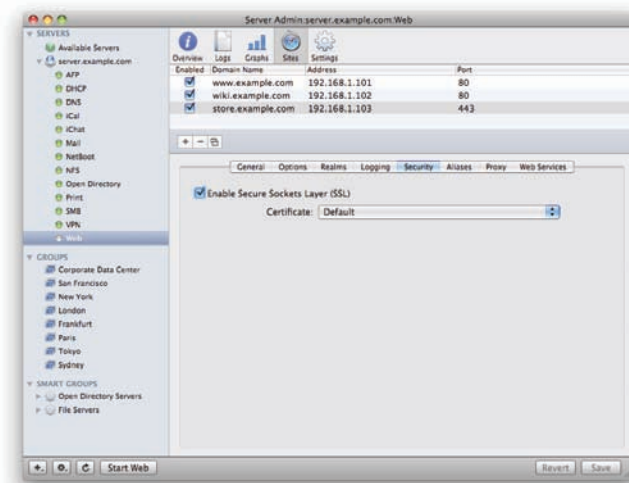 Server Admin:server.example.com:Web
SERVERS
Available Servers
server.example.com
AFP
DHCP
DNS
iCal
iChat
Mail
NetBoot
NFS
Open Directory
Print
SMB
VPN
Web
GROUPS
Corporate Data Center
San Francisco
New York
London
Frankfurt
Paris
Tokyo
Sydney
SMART GROUPS
Open Directory Servers
File Servers
Overview Logs Graphs Sites Settings
Enabled Domain Name Address Port
www.example.com 192.168.1.101 80
wiki.example.com 192.168.1.102 80
store.example.com 192.168.1.103 443
General Options Realms Logging Security Aliases Proxy Web Services
Enable Secure Sockets Layer (SSL)
Certificate: Default
Start Web
Revert Save